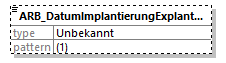 ARB_DatumImplantierungExplant...
type Unbekannt
pattern (1)